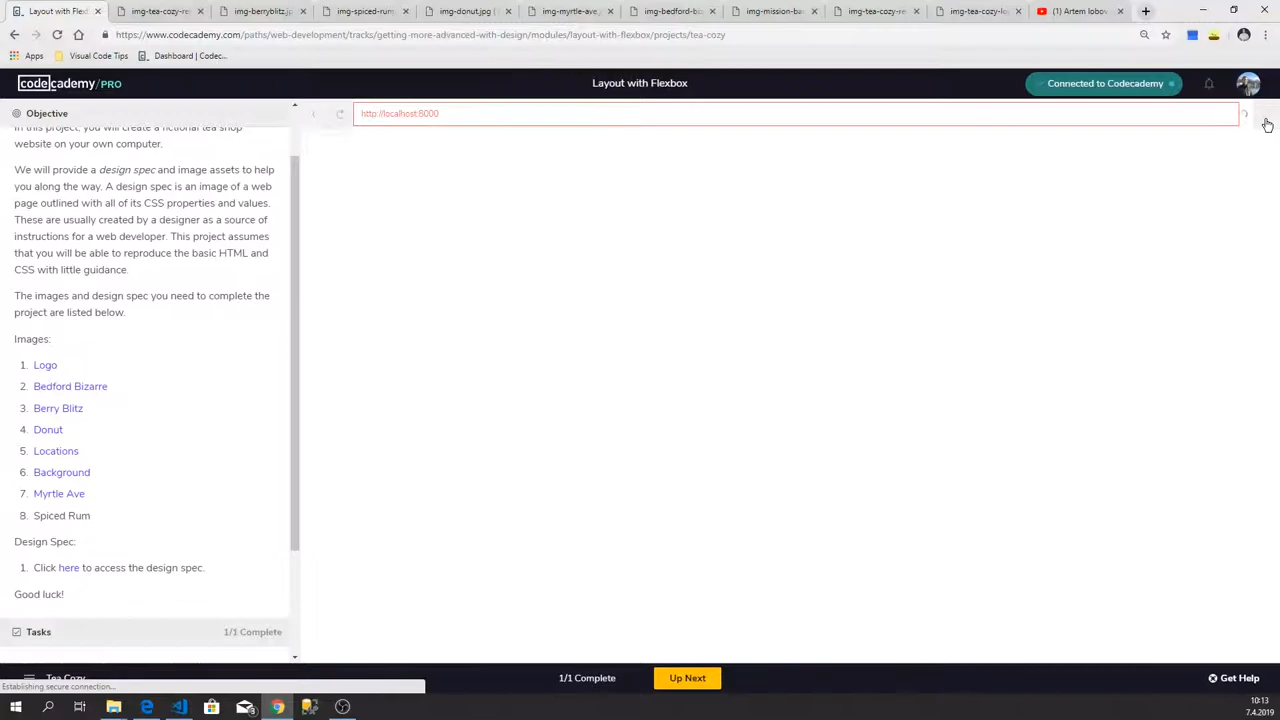 img-tea-cozy-re
img-berryblitz.j
img-spiced-rum
img-donut.jpg (
img-myrtle-ave.
img-bedford-biz
img-mission-bac
img-tea-cozy-re
img-tea-cozy-lo
(1) Artem lobov
https://www.codecademy.com/paths/web-development/tracks/getting-more-advanced-with-design/modules/layout-with-flexbox/projects/tea-cozy
Apps
Visual Code Tips
Dashboard | Codec...
codecademy/PRO
Layout with Flexbox
Connected to Codecademy
Objective
http://localhost:8000
In this project, you will create a fictional tea shop
website on your own computer.
We will provide a design spec and image assets to help
you along the way. A design spec is an image of a web
page outlined with all of its CSS properties and values.
These are usually created by a designer as a source of
instructions for a web developer. This project assumes
that you will be able to reproduce the basic HTML and
CSS with little guidance.
The images and design spec you need to complete the
project are listed below.
Images:
1. Logo
2. Bedford Bizarre
3. Berry Blitz
4. Donut
5. Locations
6. Background
7. Myrtle Ave
8. Spiced Rum
Design Spec:
1. Click here to access the design spec.
Good luck!
Tasks
1/1 Complete
Tea Cozy
1/1 Complete
Up Next
Get Help
Establishing secure connection...
10:13
7.4.2019